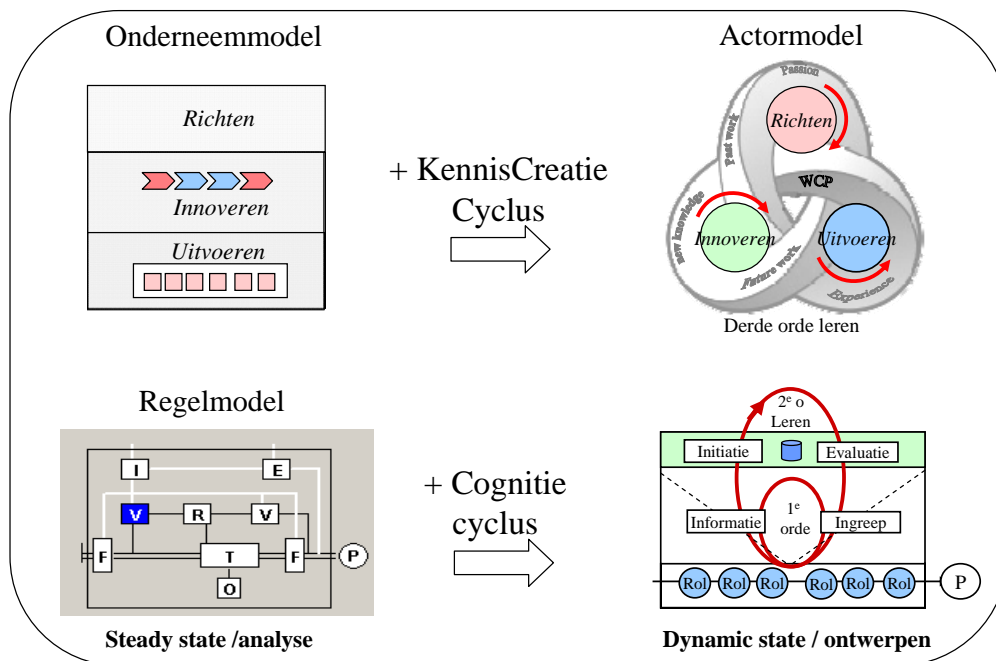 Onderneemmodel
Richten
Innoveren
Uitvoeren
+ KennisCreatie
Cyclus
Actormodel
Passion
Richten
Past work
WCP
new knowledge
Innoveren
Uitvoeren
Future work
Experience
Derde orde leren
Regelmodel
I
E
V
R
V
F
T
F
P
O
Steady state /analyse
+ Cognitie
cyclus
2e o
Leren
Initiatie
Evaluatie
1e
orde
Informatie
Ingreep
Rol
Rol
Rol
Rol
Rol
Rol
P
Dynamic state / ontwerpen